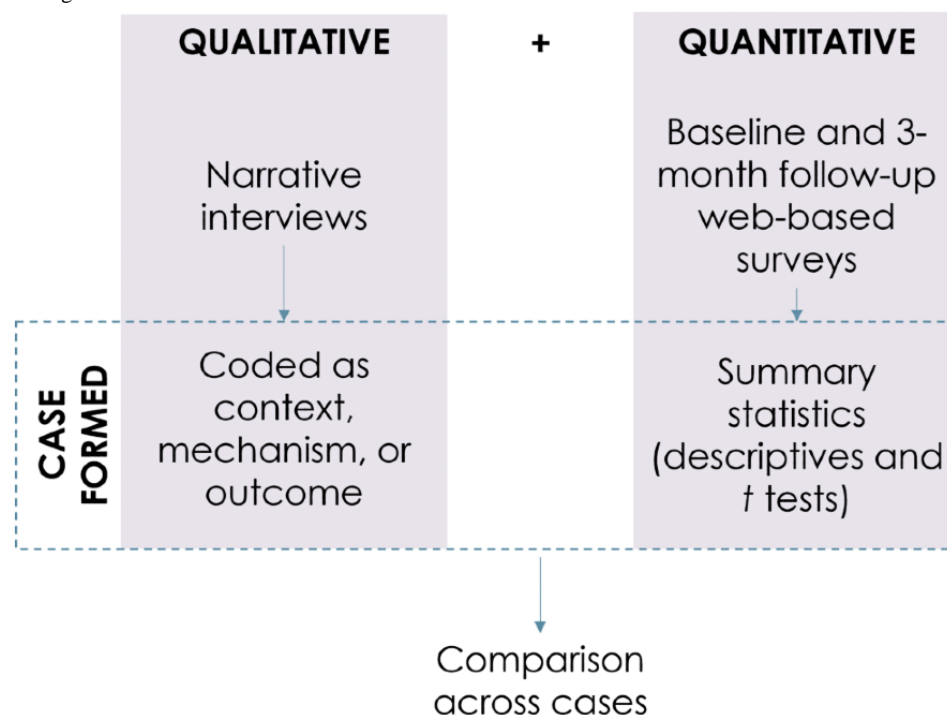 QUALITATIVE
+
QUANTITATIVE
Narrative
interviews
Baseline and 3-
month follow-up
web-based
surveys
CASE
FORMED
Coded as
context,
mechanism, or
outcome
Summary
statistics
(descriptives and
t tests)
Comparison
across cases